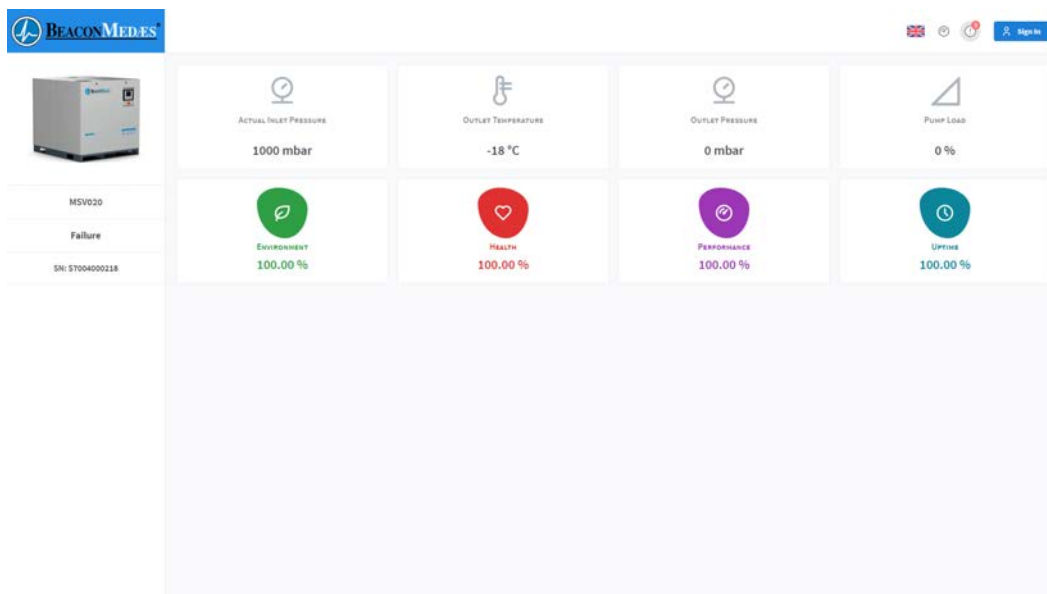 BEACONMEDÆS®
Sign In
ACTUAL INLET PRESSURE
1000 mbar
OUTLET TEMPERATURE
-18 °C
OUTLET PRESSURE
0 mbar
PUMP LOAD
0 %
MSV020
Failure
SN: S7004000218
ENVIRONMENT
100.00 %
HEALTH
100.00 %
PERFORMANCE
100.00 %
UPTIME
100.00 %